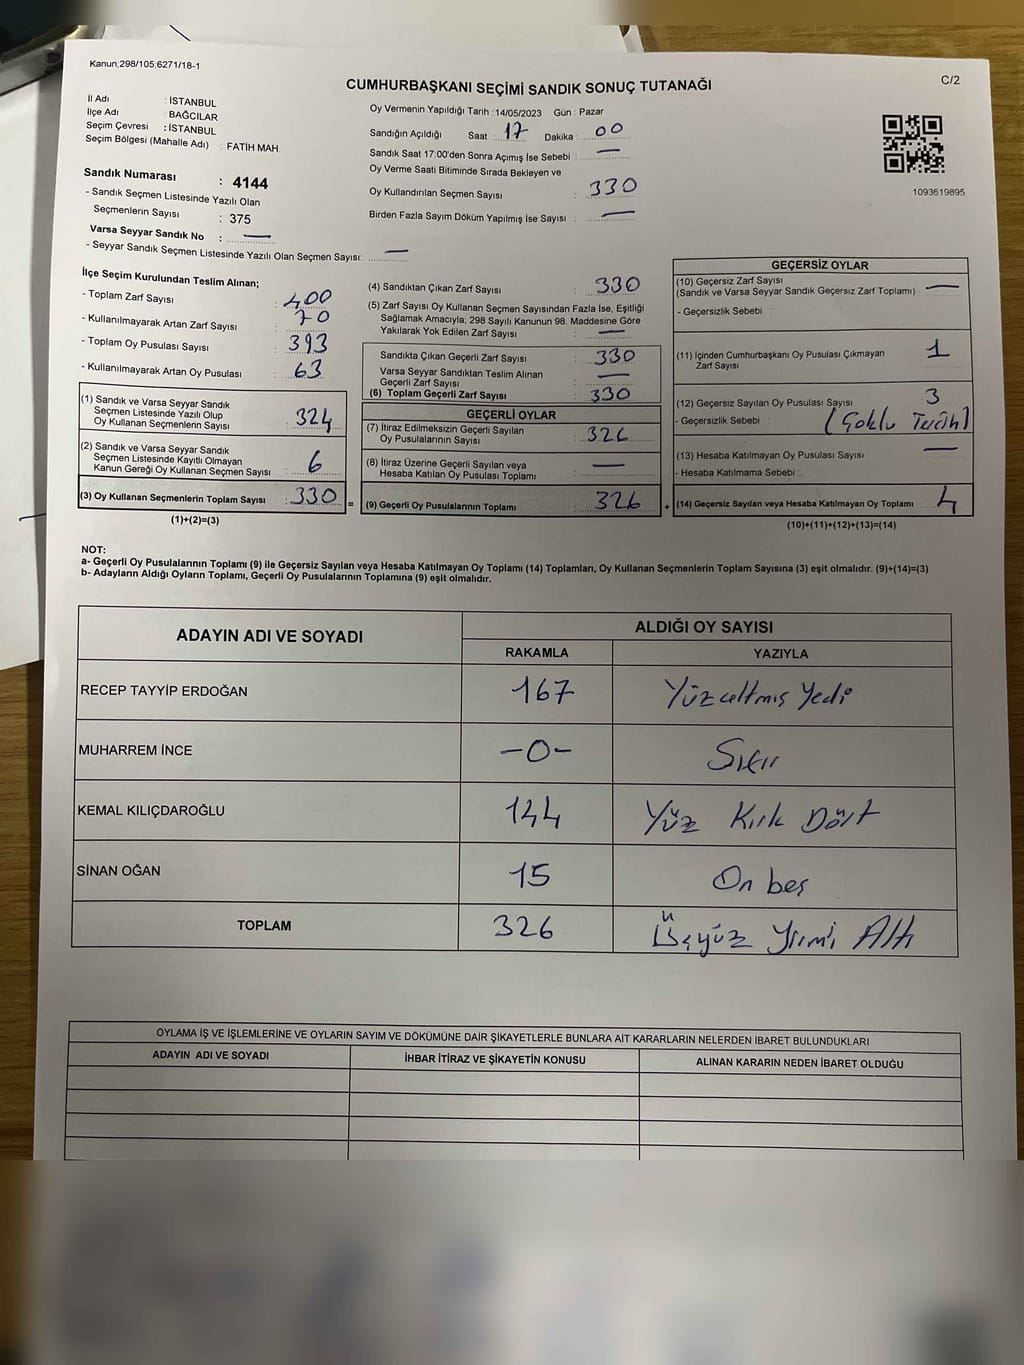 Kanun;298/105,6271/18-1
C/2
CUMHURBAŞKANI SEÇİMİ SANDIK SONUÇ TUTANAĞI
İl Adı : İSTANBUL
İlçe Adı : BAĞCILAR
Seçim Çevresi : İSTANBUL
Seçim Bölgesi (Mahalle Adı) : FATİH MAH.
Sandık Numarası : 4144
- Sandık Seçmen Listesinde Yazılı Olan
Seçmenlerin Sayısı : 375
Varsa Seyyar Sandık No : —
- Seyyar Sandık Seçmen Listesinde Yazılı Olan Seçmen Sayısı: —
Oy Vermenin Yapıldığı Tarih : 14/05/2023 Gün : Pazar
Sandığın Açıldığı Saat : 17 Dakika : 00
Sandık Saat 17:00'den Sonra Açımış İse Sebebi : —
Oy Verme Saati Bitiminde Sırada Bekleyen ve
Oy Kullandırılan Seçmen Sayısı : 330
Birden Fazla Sayım Döküm Yapılmış İse Sayısı : —
1093619895
İlçe Seçim Kurulundan Teslim Alınan;
- Toplam Zarf Sayısı : 400
- Kullanılmayarak Artan Zarf Sayısı : 70
- Toplam Oy Pusulası Sayısı : 393
- Kullanılmayarak Artan Oy Pusulası : 63
(1) Sandık ve Varsa Seyyar Sandık
Seçmen Listesinde Yazılı Olup
Oy Kullanan Seçmenlerin Sayısı : 324
(2) Sandık ve Varsa Seyyar Sandık
Seçmen Listesinde Kayıtlı Olmayan
Kanun Gereği Oy Kullanan Seçmen Sayısı : 6
(3) Oy Kullanan Seçmenlerin Toplam Sayısı : 330 =
(1)+(2)=(3)
(4) Sandıktan Çıkan Zarf Sayısı : 330
(5) Zarf Sayısı Oy Kullanan Seçmen Sayısından Fazla İse, Eşitliği
Sağlamak Amacıyla; 298 Sayılı Kanunun 98. Maddesine Göre
Yakılarak Yok Edilen Zarf Sayısı : —
Sandıkta Çıkan Geçerli Zarf Sayısı : 330
Varsa Seyyar Sandıktan Teslim Alınan
Geçerli Zarf Sayısı : —
(6) Toplam Geçerli Zarf Sayısı : 330
GEÇERLİ OYLAR
(7) İtiraz Edilmeksizin Geçerli Sayılan
Oy Pusulalarının Sayısı : 326
(8) İtiraz Üzerine Geçerli Sayılan veya
Hesaba Katılan Oy Pusulaları Toplamı : —
(9) Geçerli Oy Pusulalarının Toplamı : 326 +
GEÇERSİZ OYLAR
(10) Geçersiz Zarf Sayısı
(Sandık ve Varsa Seyyar Sandık Geçersiz Zarf Toplamı) : —
- Geçersizlik Sebebi :
(11) İçinden Cumhurbaşkanı Oy Pusulası Çıkmayan
Zarf Sayısı : 1
(12) Geçersiz Sayılan Oy Pusulası Sayısı : 3
- Geçersizlik Sebebi : (Çoklu Tercih)
(13) Hesaba Katılmayan Oy Pusulası Sayısı : —
- Hesaba Katılmama Sebebi :
(14) Geçersiz Sayılan veya Hesaba Katılmayan Oy Toplamı : 4
(10)+(11)+(12)+(13)=(14)
NOT:
a- Geçerli Oy Pusulalarının Toplamı (9) ile Geçersiz Sayılan veya Hesaba Katılmayan Oy Toplamı (14) Toplamları, Oy Kullanan Seçmenlerin Toplam Sayısına (3) eşit olmalıdır. (9)+(14)=(3)
b- Adayların Aldığı Oyların Toplamı, Geçerli Oy Pusulalarının Toplamına (9) eşit olmalıdır.
ADAYIN ADI VE SOYADI
ALDIĞI OY SAYISI
RAKAMLA YAZIYLA
RECEP TAYYİP ERDOĞAN 167 Yüzaltmış Yedi
MUHARREM İNCE -0- Sıfır
KEMAL KILIÇDAROĞLU 144 Yüz Kırk Dört
SİNAN OĞAN 15 On beş
TOPLAM 326 Üçyüz Yirmi Altı
OYLAMA İŞ VE İŞLEMLERİNE VE OYLARIN SAYIM VE DÖKÜMÜNE DAİR ŞİKAYETLERLE BUNLARA AİT KARARLARIN NELERDEN İBARET BULUNDUKLARI
ADAYIN ADI VE SOYADI İHBAR İTİRAZ VE ŞİKAYETİN KONUSU ALINAN KARARIN NEDEN İBARET OLDUĞU